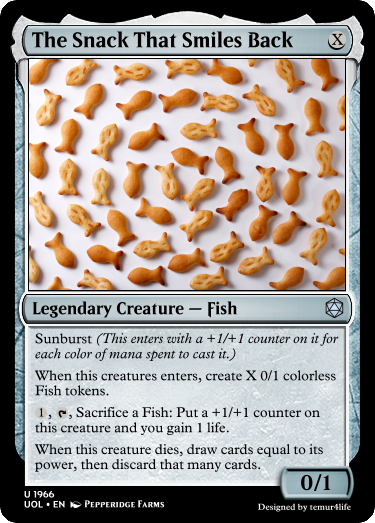 The Snack That Smiles Back X
Legendary Creature — Fish
Sunburst (This enters with a +1/+1 counter on it for
each color of mana spent to cast it.)
When this creatures enters, create X 0/1 colorless
Fish tokens.
1, T, Sacrifice a Fish: Put a +1/+1 counter on
this creature and you gain 1 life.
When this creature dies, draw cards equal to its
power, then discard that many cards.
0/1
U 1966
UOL • EN Pepperidge Farms
Designed by temur4life